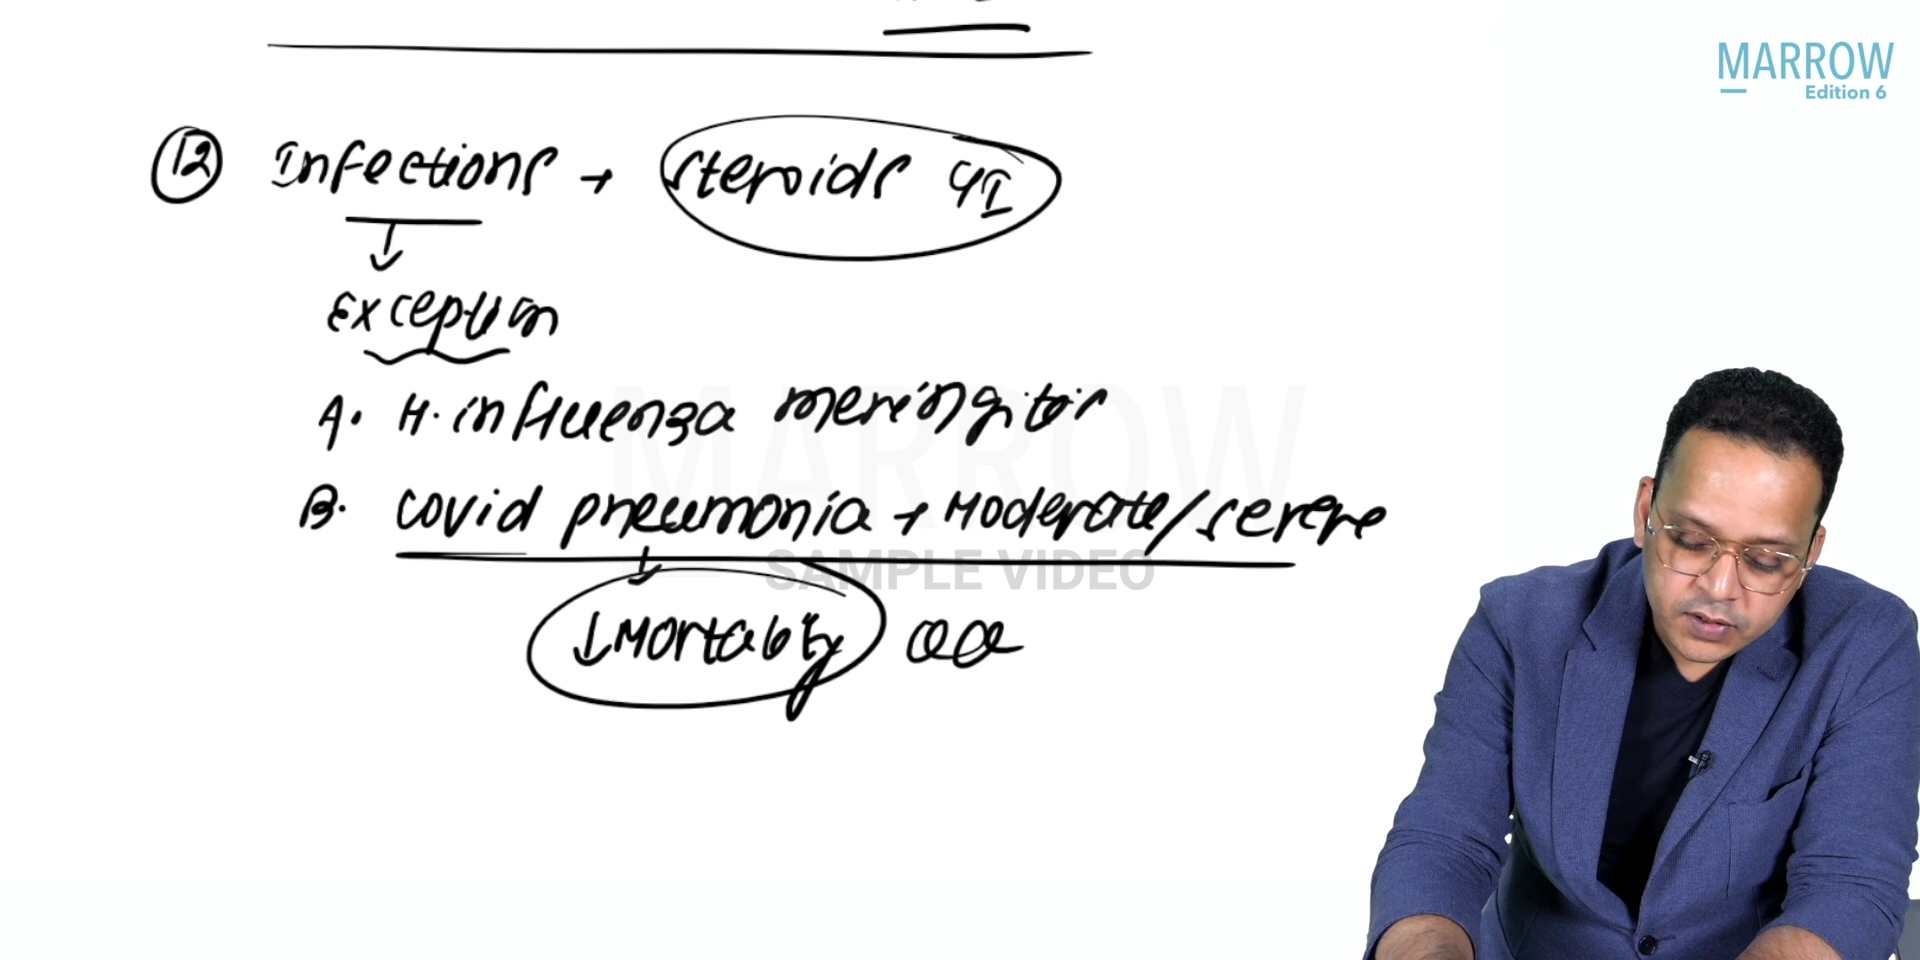 MARROW
Edition 6
12 Infections → steroids CI
↓
Exception
A. H. influenza meningitis
B. covid pneumonia → Moderate/severe
↓
↓ Mortality
MARROW
SAMPLE VIDEO